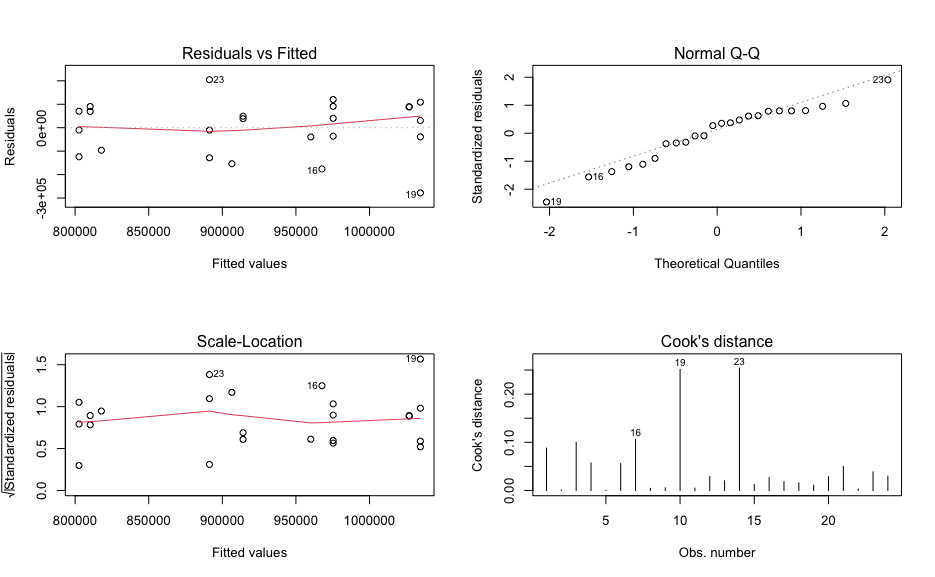 Residuals vs Fitted
Residuals
0e+00
-3e+05
23
16
19
800000 850000 900000 950000 1000000
Fitted values
Normal Q-Q
Standardized residuals
2
1
0
-1
-2
23
16
19
-2 -1 0 1 2
Theoretical Quantiles
Scale-Location
√|Standardized residuals|
1.5
1.0
0.5
0.0
19
23
16
800000 850000 900000 950000 1000000
Fitted values
Cook's distance
Cook's distance
0.20
0.10
0.00
19
23
16
5 10 15 20
Obs. number